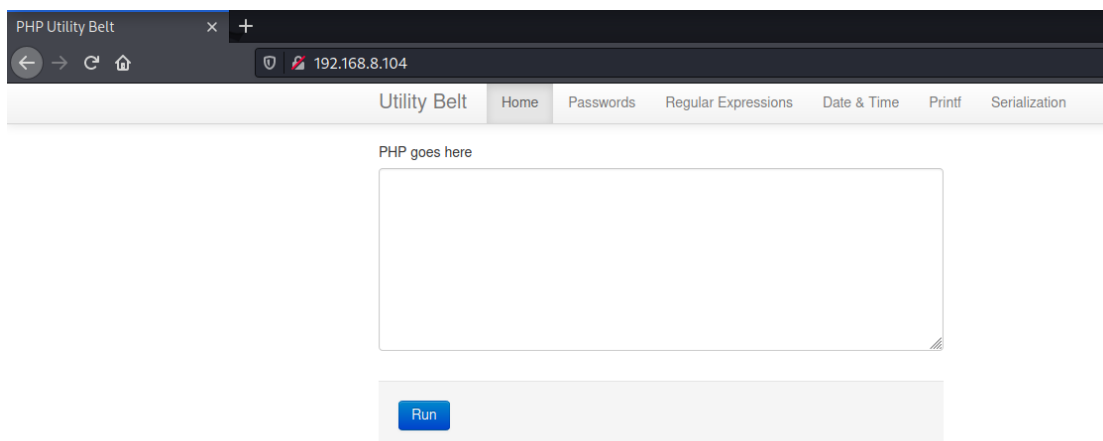 PHP Utility Belt
192.168.8.104
Utility Belt Home Passwords Regular Expressions Date & Time Printf Serialization
PHP goes here
Run